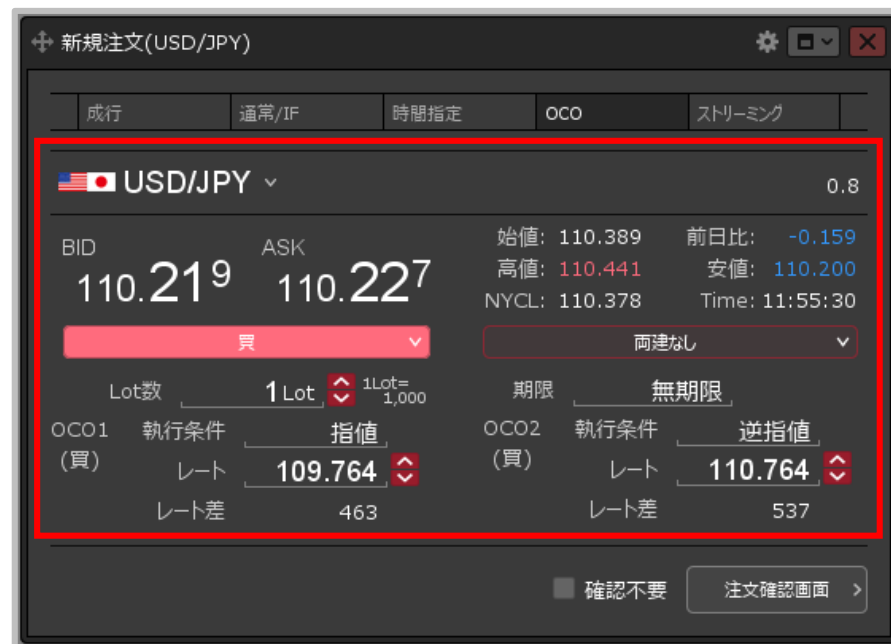 新規注文(USD/JPY)
成行 通常/IF 時間指定 OCO ストリーミング
USD/JPY 0.8
BID 110.219 ASK 110.227
始値: 110.389 前日比: -0.159
高値: 110.441 安値: 110.200
NYCL: 110.378 Time: 11:55:30
買 両建なし
Lot数 1 Lot 1Lot= 1,000 期限 無期限
OCO1 (買) 執行条件 指値 OCO2 (買) 執行条件 逆指値
レート 109.764 レート 110.764
レート差 463 レート差 537
確認不要 注文確認画面